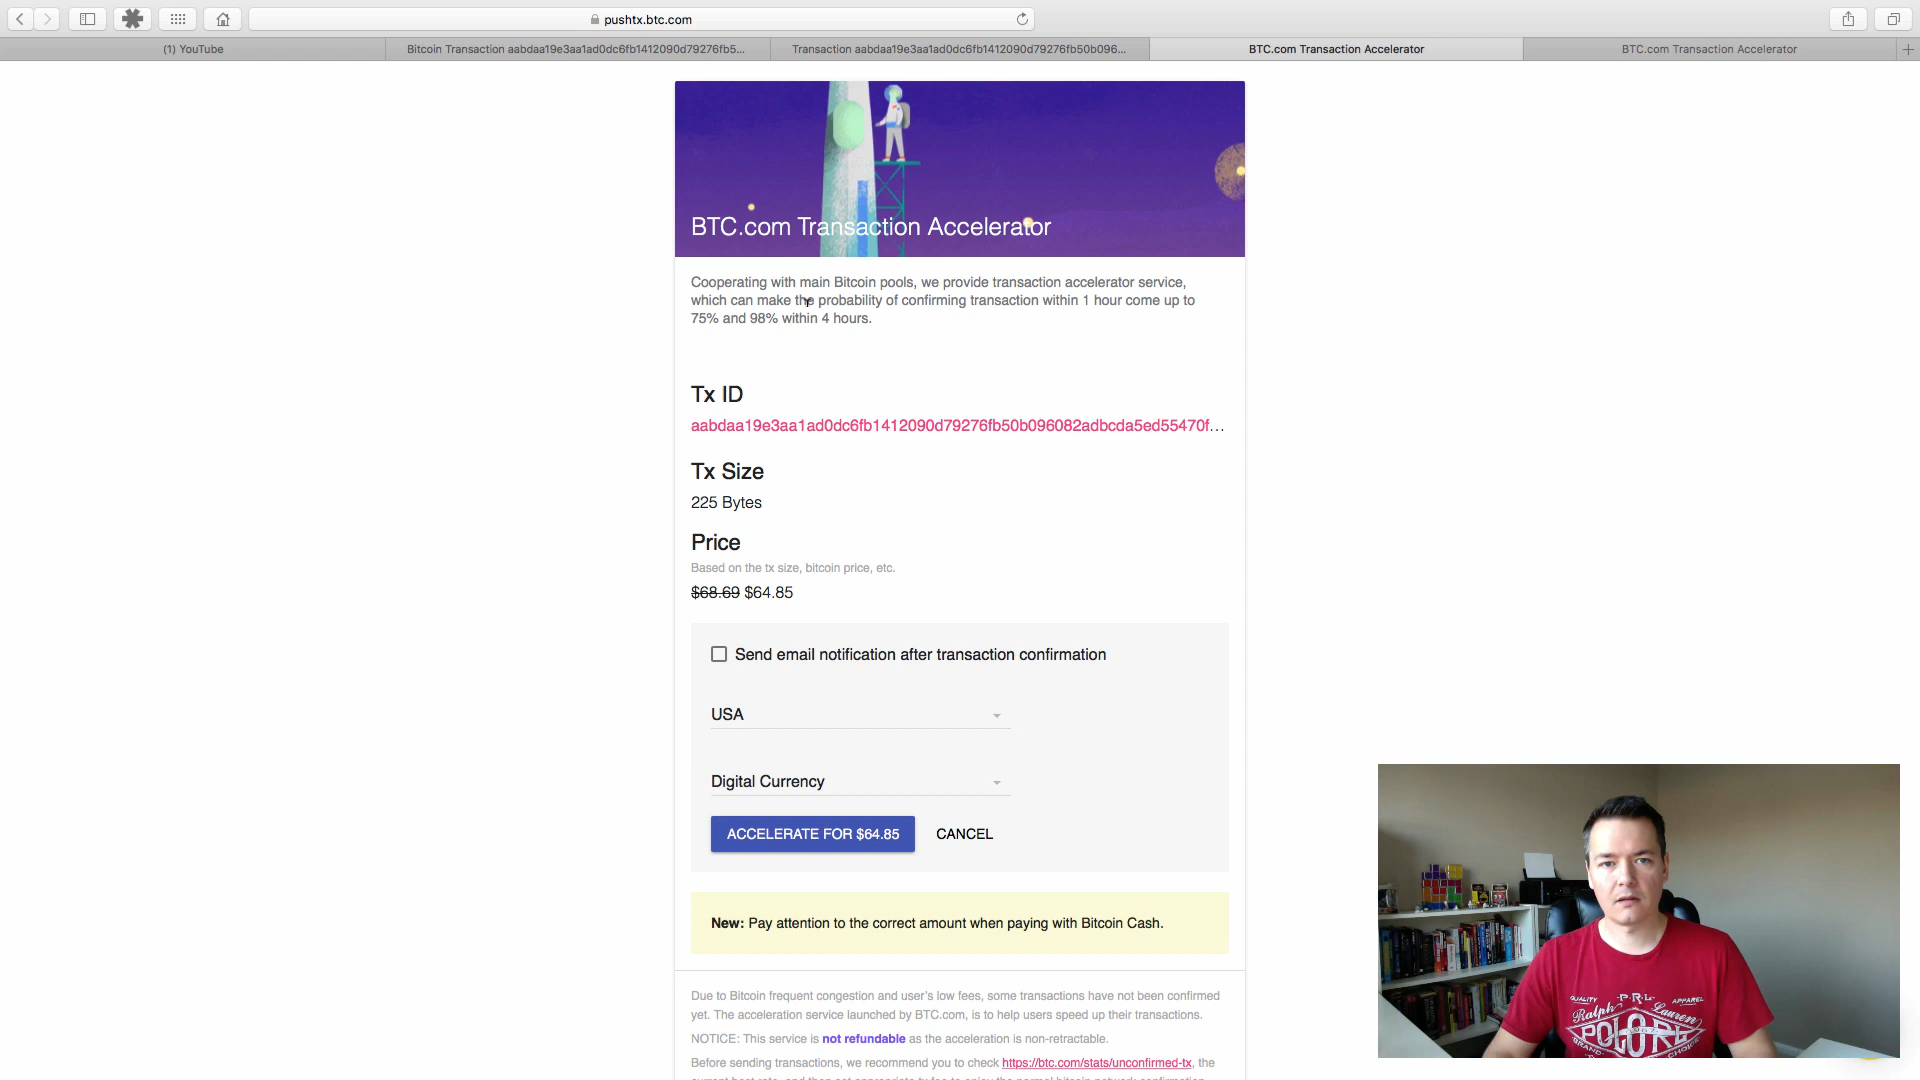 pushtx.btc.com
(1) YouTube
Bitcoin Transaction aabdaa19e3aa1ad0dc6fb1412090d79276fb5...
Transaction aabdaa19e3aa1ad0dc6fb1412090d79276fb50b096...
BTC.com Transaction Accelerator
BTC.com Transaction Accelerator
BTC.com Transaction Accelerator
Cooperating with main Bitcoin pools, we provide transaction accelerator service,
which can make the probability of confirming transaction within 1 hour come up to
75% and 98% within 4 hours.
Tx ID
aabdaa19e3aa1ad0dc6fb1412090d79276fb50b096082adbcda5ed55470f...
Tx Size
225 Bytes
Price
Based on the tx size, bitcoin price, etc.
$68.69 $64.85
Send email notification after transaction confirmation
USA
Digital Currency
ACCELERATE FOR $64.85 CANCEL
New: Pay attention to the correct amount when paying with Bitcoin Cash.
Due to Bitcoin frequent congestion and user's low fees, some transactions have not been confirmed
yet. The acceleration service launched by BTC.com, is to help users speed up their transactions.
NOTICE: This service is not refundable as the acceleration is non-retractable.
Before sending transactions, we recommend you to check https://btc.com/stats/unconfirmed-tx, the
QUALITY P·R·L APPAREL
Ralph Lauren
POLO RL